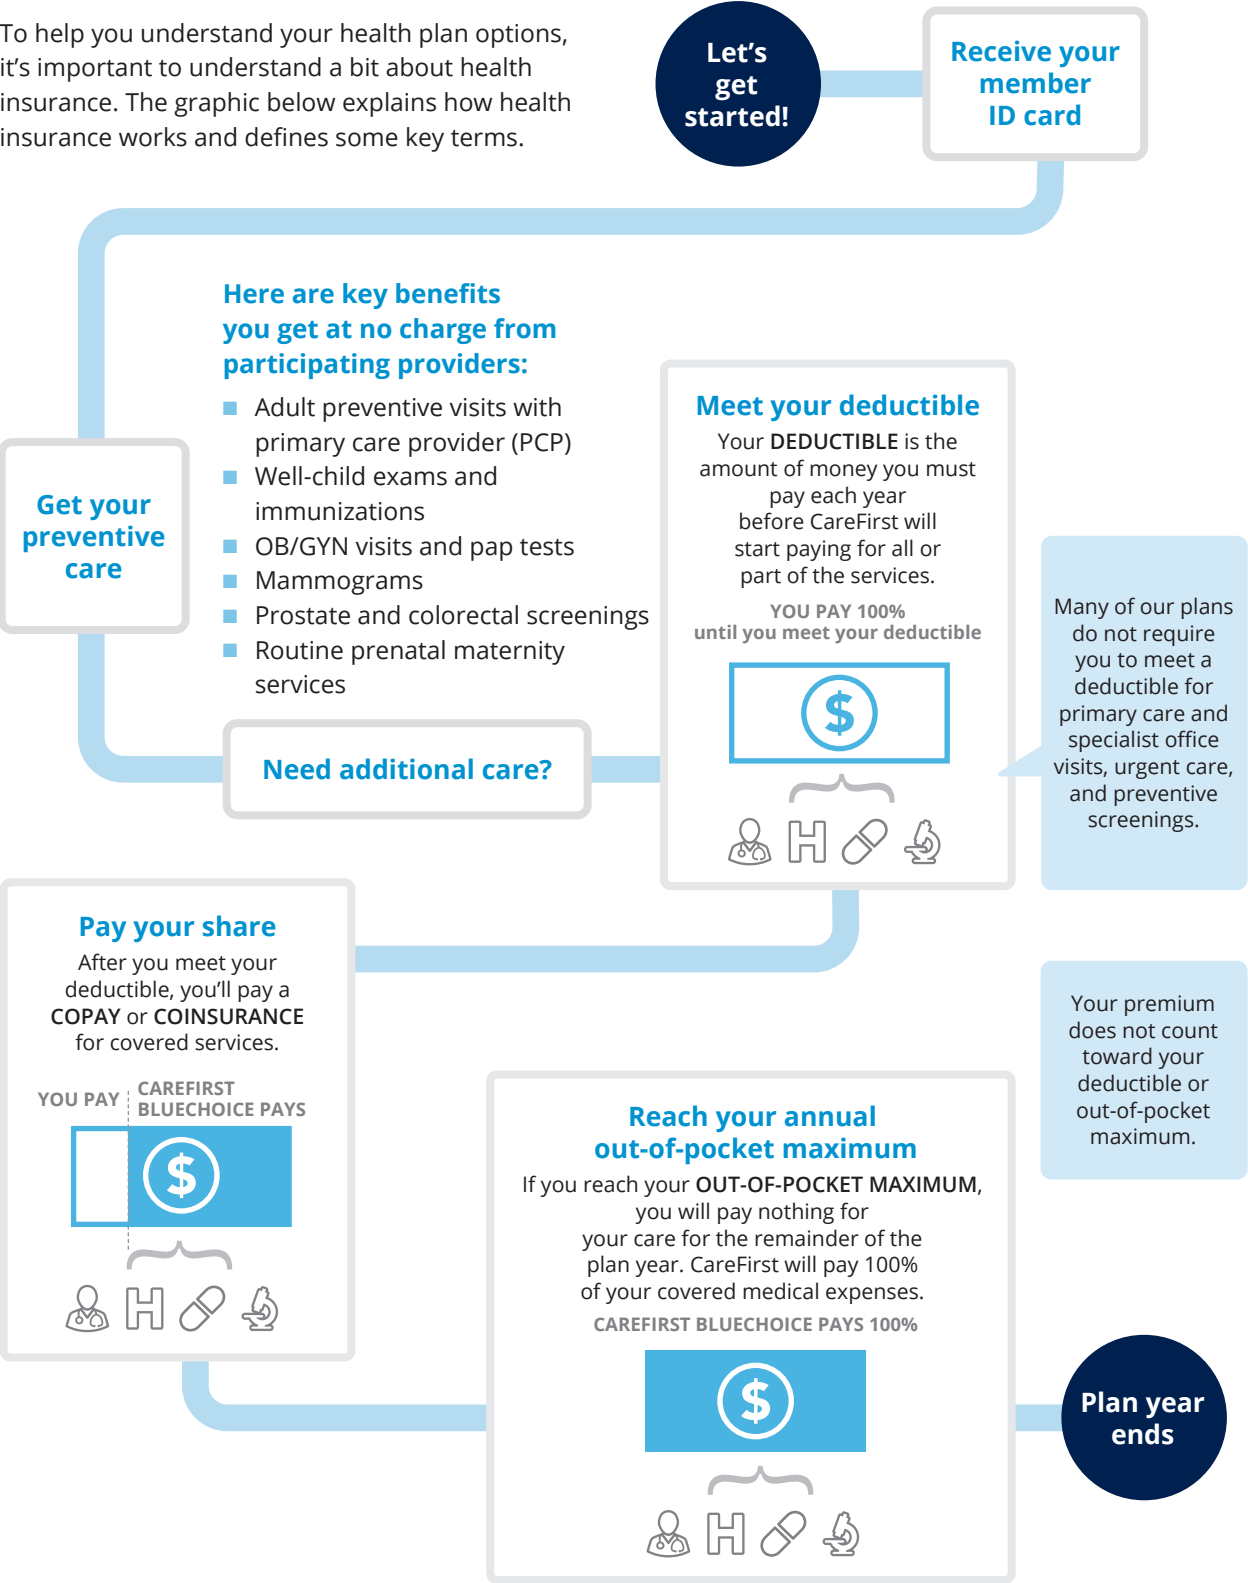 To help you understand your health plan options,
it's important to understand a bit about health
insurance. The graphic below explains how health
insurance works and defines some key terms.
Let's
get
started!
Receive your
member
ID card
Get your
preventive
care
Here are key benefits
you get at no charge from
participating providers:
Adult preventive visits with
primary care provider (PCP)
Well-child exams and
immunizations
OB/GYN visits and pap tests
Mammograms
Prostate and colorectal screenings
Routine prenatal maternity
services
Need additional care?
Meet your deductible
Your DEDUCTIBLE is the
amount of money you must
pay each year
before CareFirst will
start paying for all or
part of the services.
YOU PAY 100%
until you meet your deductible
$
H
Many of our plans
do not require
you to meet a
deductible for
primary care and
specialist office
visits, urgent care,
and preventive
screenings.
Pay your share
After you meet your
deductible, you'll pay a
COPAY or COINSURANCE
for covered services.
YOU PAY
CAREFIRST
BLUECHOICE PAYS
$
H
Your premium
does not count
toward your
deductible or
out-of-pocket
maximum.
Reach your annual
out-of-pocket maximum
If you reach your OUT-OF-POCKET MAXIMUM,
you will pay nothing for
your care for the remainder of the
plan year. CareFirst will pay 100%
of your covered medical expenses.
CAREFIRST BLUECHOICE PAYS 100%
$
H
Plan year
ends